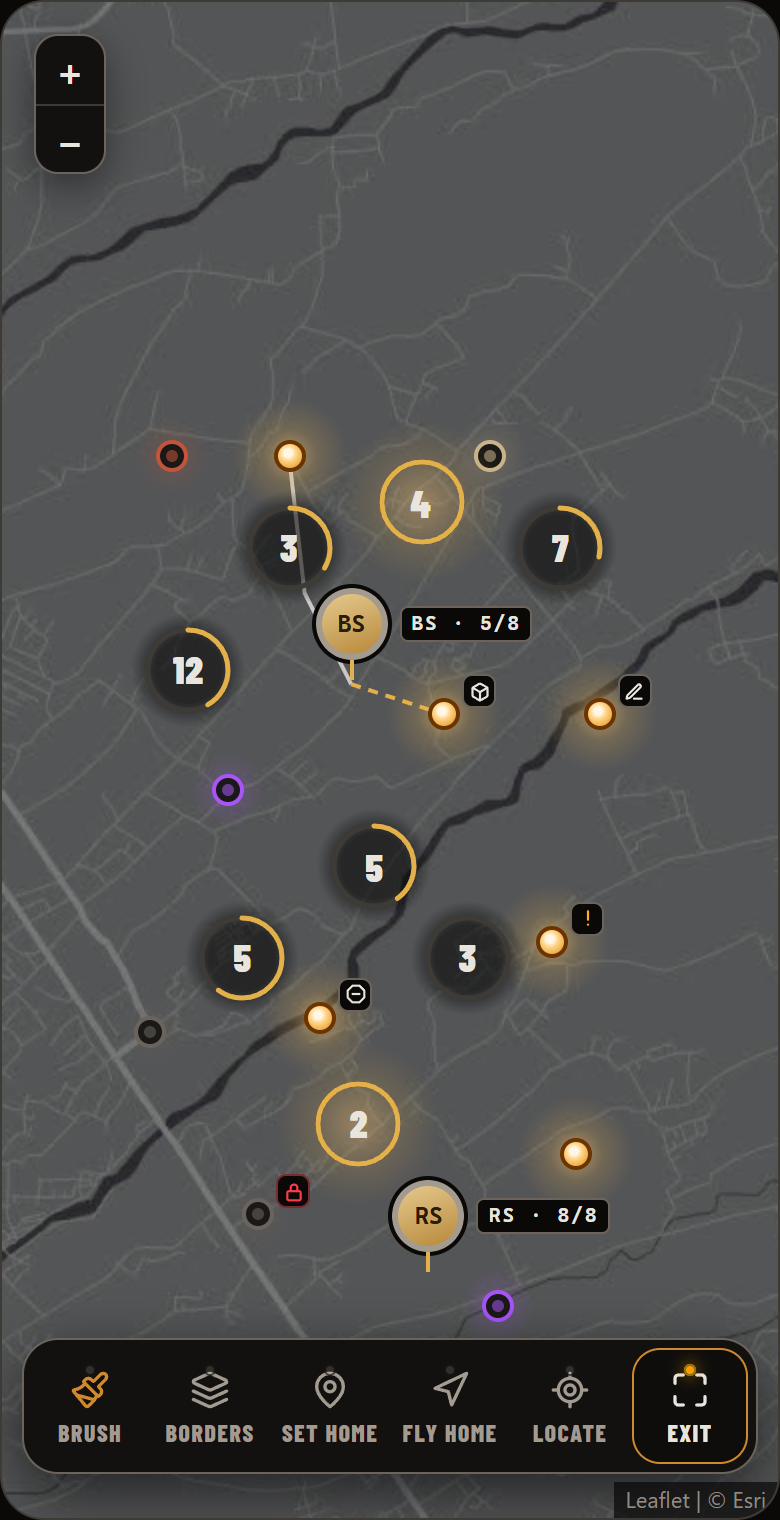 +
−
4
3
7
BS
BS · 5/8
12
5
5
3
!
2
RS
RS · 8/8
BRUSH
BORDERS
SET HOME
FLY HOME
LOCATE
EXIT
Leaflet | © Esri